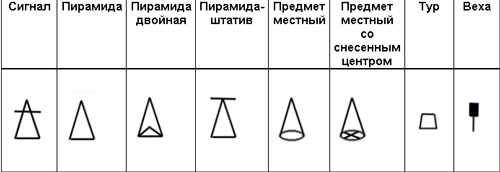 Сигнал Пирамида Пирамида Пирамида- Предмет Предмет Тур Веха
двойная штатив местный местный
со
снесенным
центром